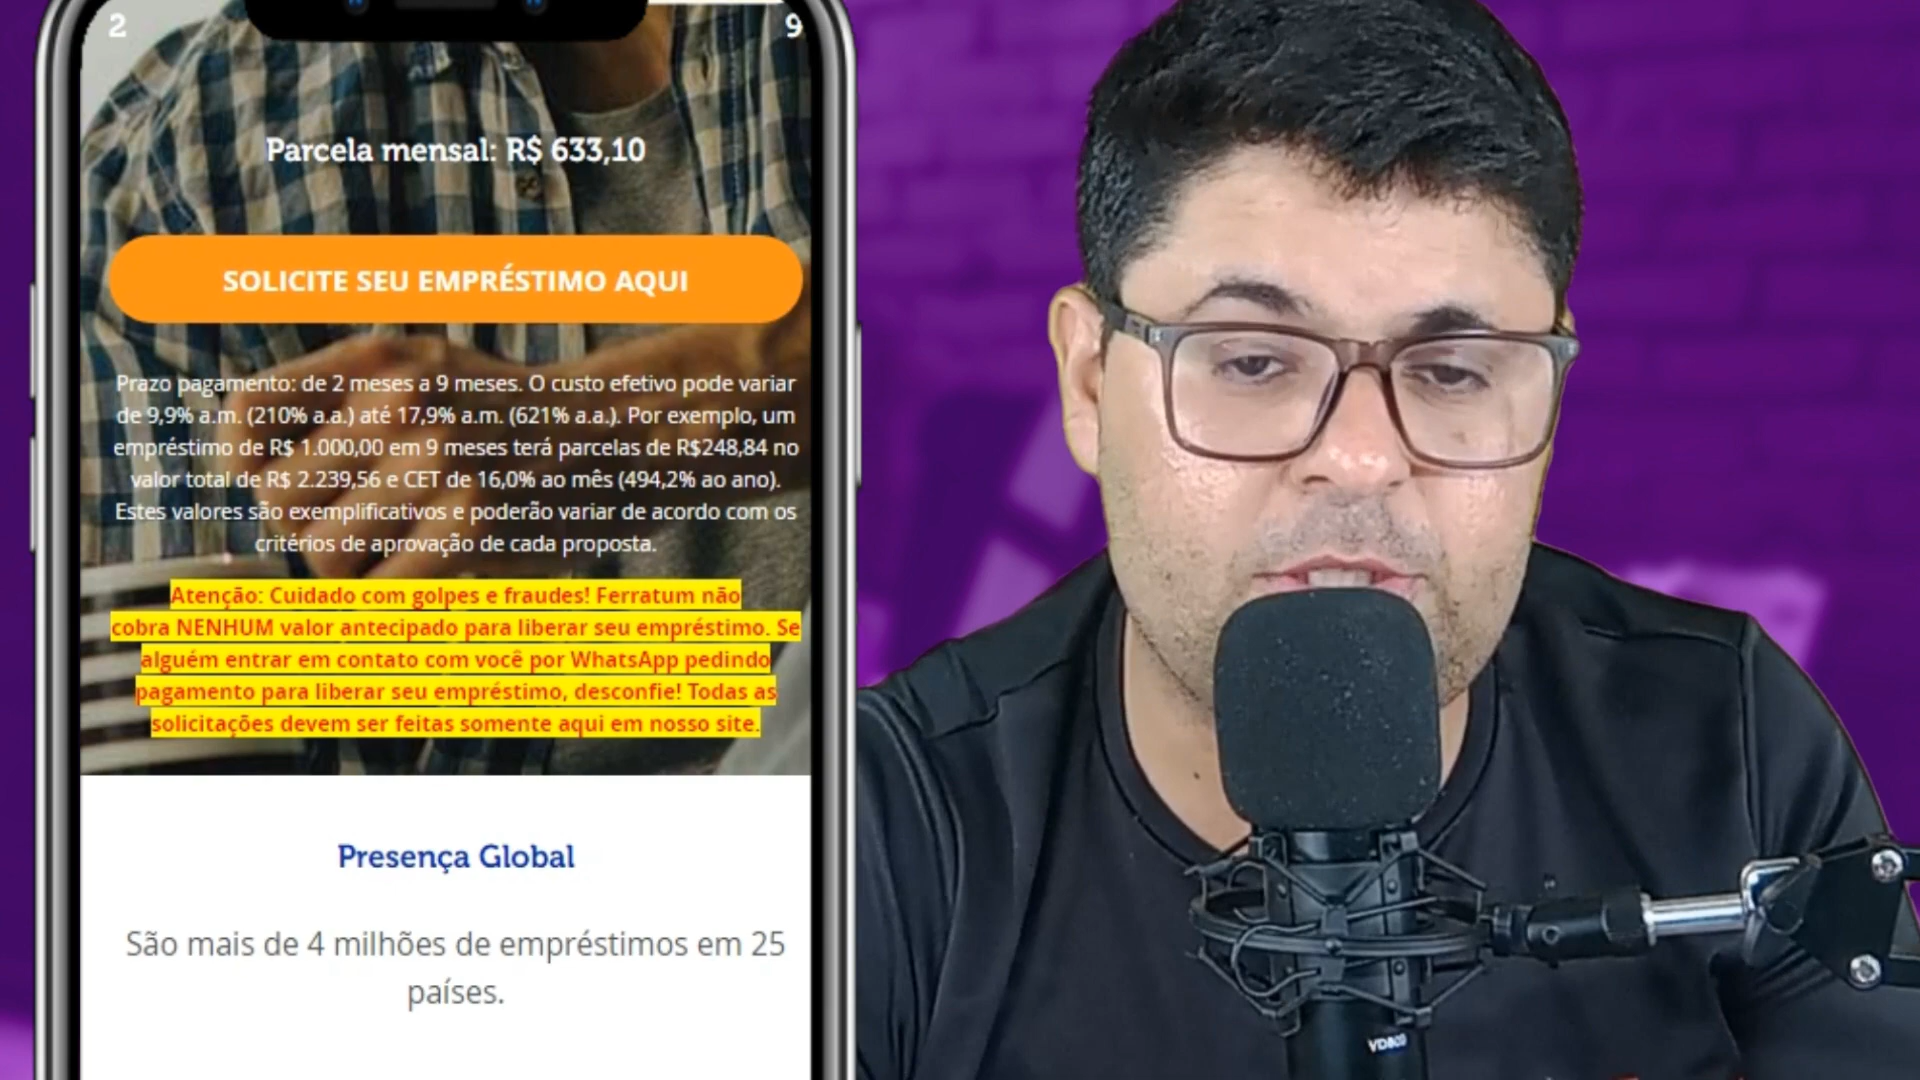 2
9
Parcela mensal: R$ 633,10
SOLICITE SEU EMPRÉSTIMO AQUI
Prazo pagamento: de 2 meses a 9 meses. O custo efetivo pode variar
de 9,9% a.m. (210% a.a.) até 17,9% a.m. (621% a.a.). Por exemplo, um
empréstimo de R$ 1.000,00 em 9 meses terá parcelas de R$248,84 no
valor total de R$ 2.239,56 e CET de 16,0% ao mês (494,2% ao ano).
Estes valores são exemplificativos e poderão variar de acordo com os
critérios de aprovação de cada proposta.
Atenção: Cuidado com golpes e fraudes! Ferratum não
cobra NENHUM valor antecipado para liberar seu empréstimo. Se
alguém entrar em contato com você por WhatsApp pedindo
pagamento para liberar seu empréstimo, desconfie! Todas as
solicitações devem ser feitas somente aqui em nosso site.
Presença Global
São mais de 4 milhões de empréstimos em 25
países.